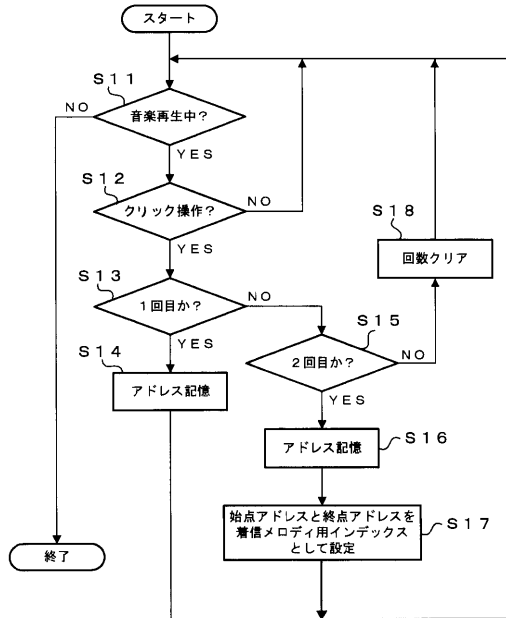 スタート
S11
音楽再生中？
NO
YES
S12
クリック操作？
NO
YES
S18
回数クリア
S13
1回目か？
NO
YES
S15
2回目か？
NO
YES
S14
アドレス記憶
アドレス記憶
S16
始点アドレスと終点アドレスを
着信メロディ用インデックス
として設定
S17
終了